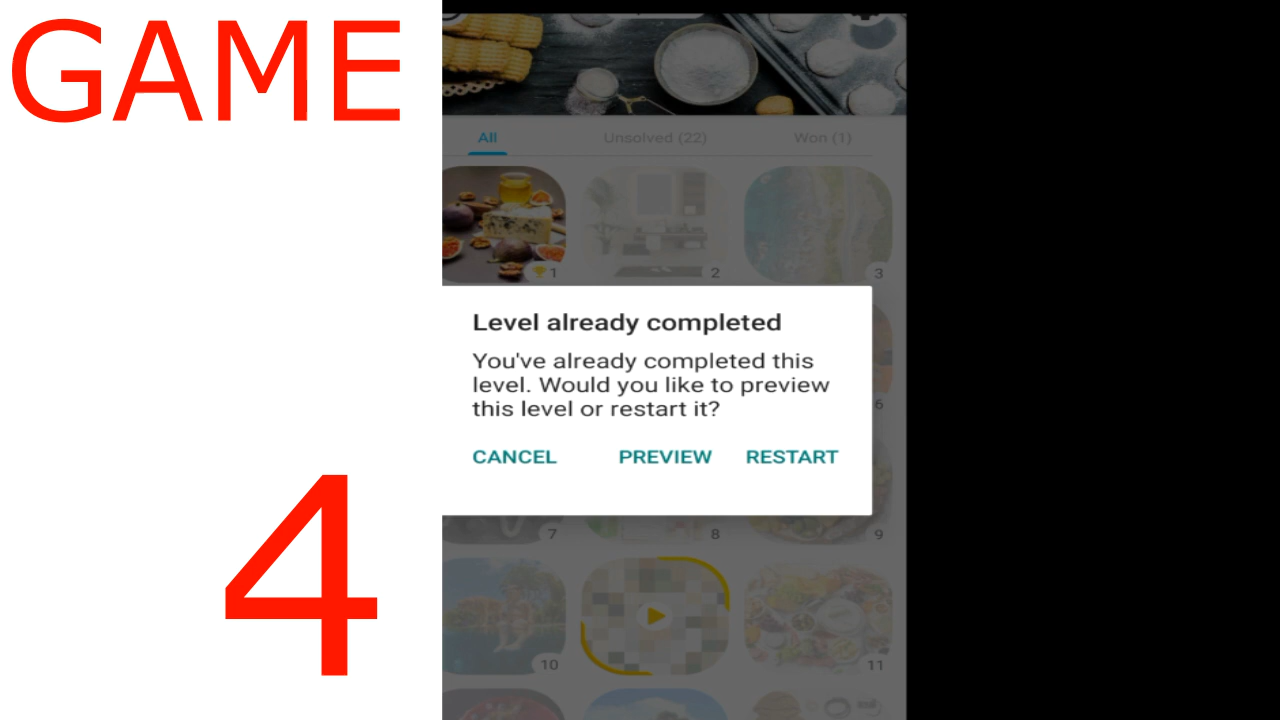 GAME
4
All
Unsolved (22)
Won (1)
1
2
3
Level already completed
You've already completed this
level. Would you like to preview
this level or restart it?
CANCEL
PREVIEW
RESTART
6
7
8
9
10
11